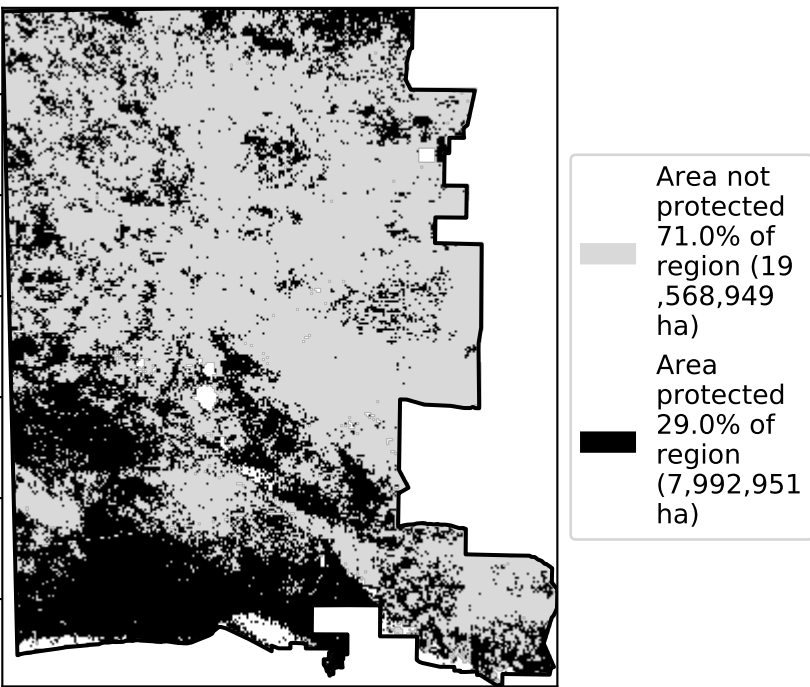 Area not
protected
71.0% of
region (19
,568,949
ha)
Area
protected
29.0% of
region
(7,992,951
ha)